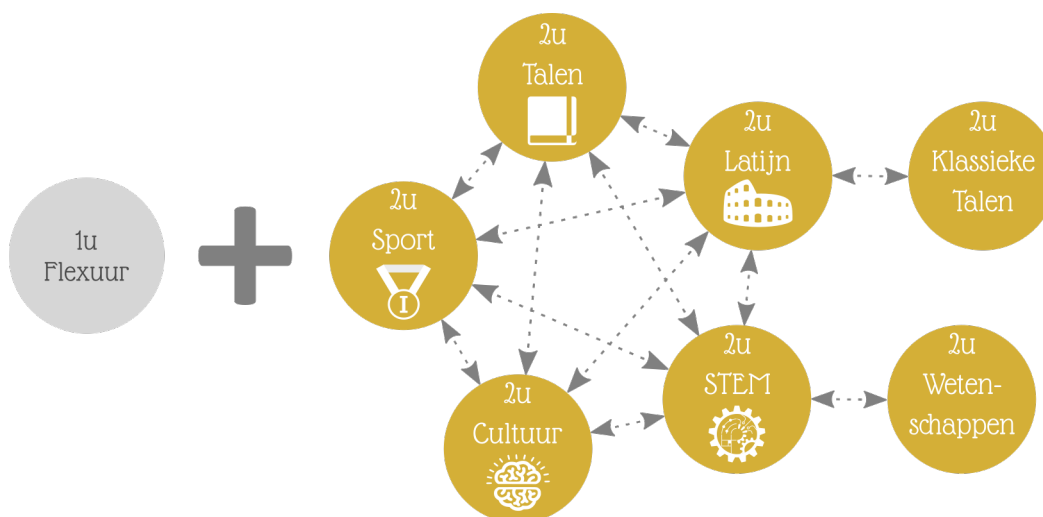 1u
Flexuur
2u
Talen
2u
Sport
I
2u
Cultuur
2u
Latijn
2u
STEM
2u
Klassieke
Talen
2u
Weten-
schappen